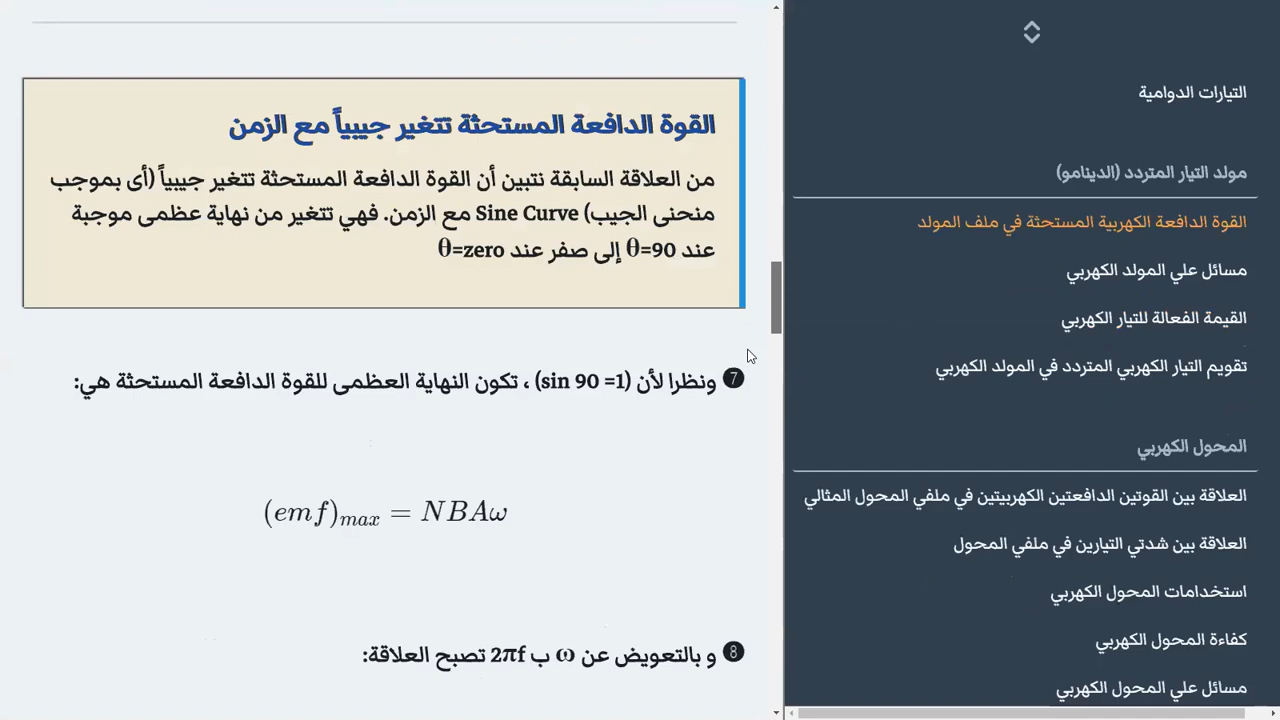 القوة الدافعة المستحثة تتغير جيبياً مع الزمن
من العلاقة السابقة نتبين أن القوة الدافعة المستحثة تتغير جيبياً (أى بموجب
منحنى الجيب) Sine Curve مع الزمن. فهي تتغير من نهاية عظمى موجبة
عند θ=90 إلى صفر عند θ=zero
❼ ونظرا لأن (sin 90 =1) ، تكون النهاية العظمى للقوة الدافعة المستحثة هي:
(emf)max = NBAω
❽ و بالتعويض عن ω ب 2πf تصبح العلاقة:
التيارات الدوامية
مولد التيار المتردد (الدينامو)
القوة الدافعة الكهربية المستحثة في ملف المولد
مسائل علي المولد الكهربي
القيمة الفعالة للتيار الكهربي
تقويم التيار الكهربي المتردد في المولد الكهربي
المحول الكهربي
العلاقة بين القوتين الدافعتين الكهربيتين في ملفي المحول المثالي
العلاقة بين شدتي التيارين في ملفي المحول
استخدامات المحول الكهربي
كفاءة المحول الكهربي
مسائل علي المحول الكهربي